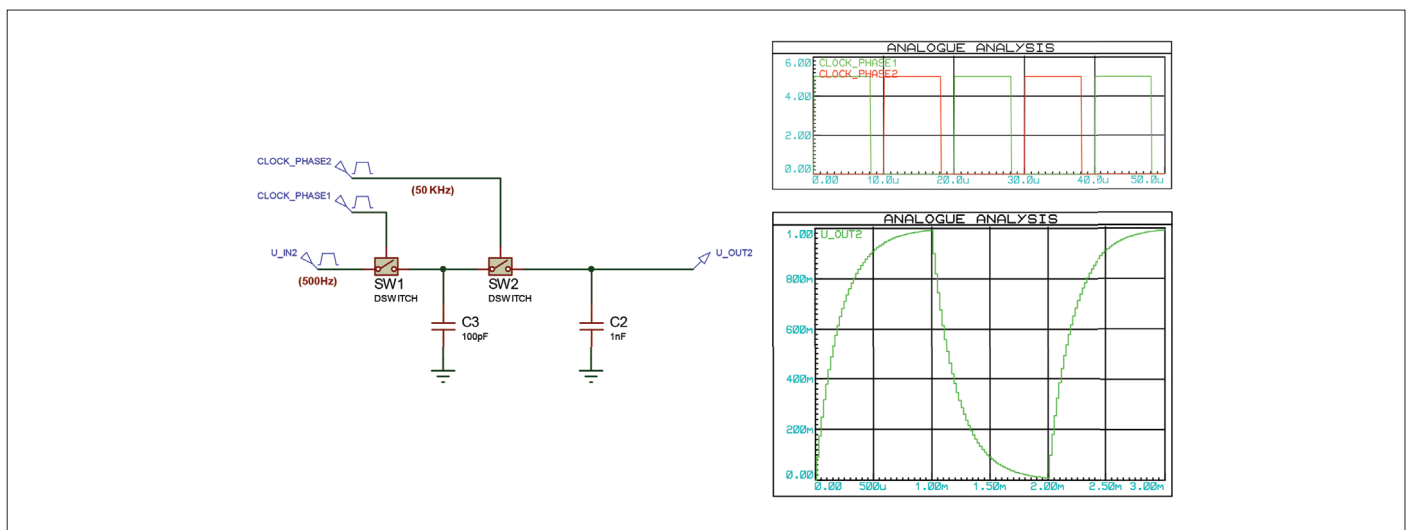 CLOCK_PHASE2
(50 KHz)
CLOCK_PHASE1
U_IN2
(500Hz)
SW1
DSWITCH
SW2
DSWITCH
U_OUT2
C3
100pF
C2
1nF
ANALOGUE ANALYSIS
6.00
CLOCK_PHASE1
CLOCK_PHASE2
4.00
2.00
0.00
0.00 10.0u 20.0u 30.0u 40.0u 50.0u
ANALOGUE ANALYSIS
1.00
U_OUT2
800m
600m
400m
200m
0.00
0.00 500u 1.00m 1.50m 2.00m 2.50m 3.00m